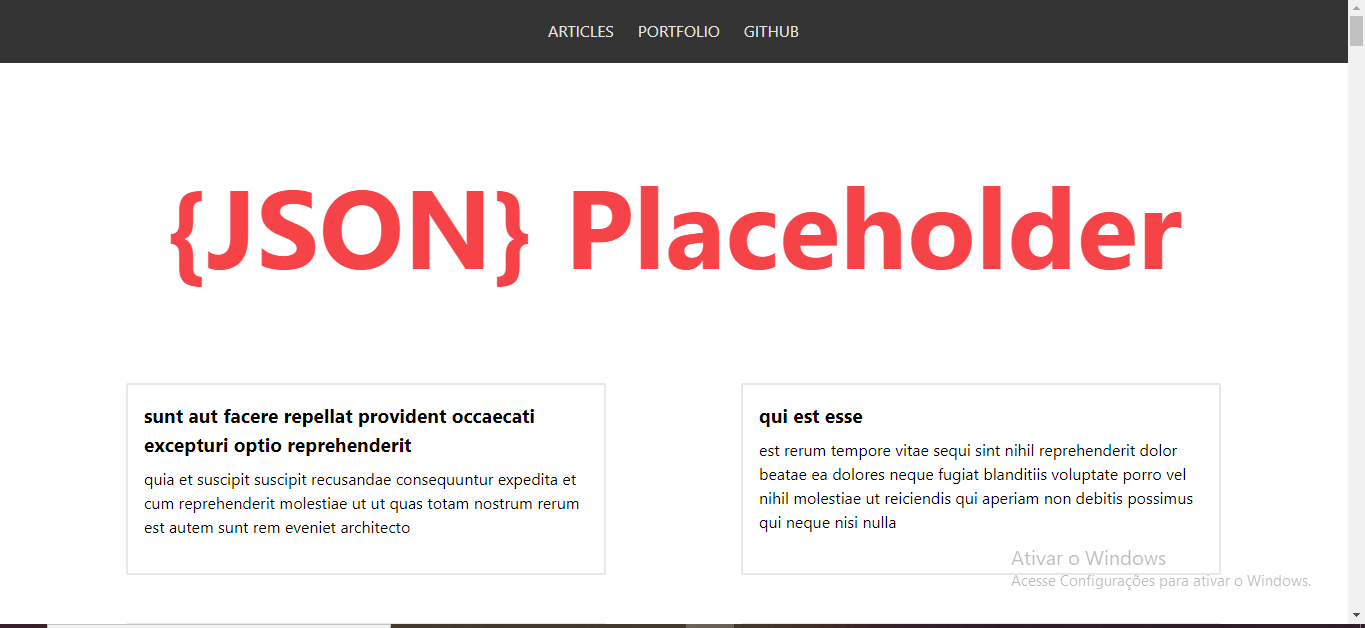 ARTICLES PORTFOLIO GITHUB
{JSON} Placeholder
sunt aut facere repellat provident occaecati
excepturi optio reprehenderit
quia et suscipit suscipit recusandae consequuntur expedita et
cum reprehenderit molestiae ut ut quas totam nostrum rerum
est autem sunt rem eveniet architecto
qui est esse
est rerum tempore vitae sequi sint nihil reprehenderit dolor
beatae ea dolores neque fugiat blanditiis voluptate porro vel
nihil molestiae ut reiciendis qui aperiam non debitis possimus
qui neque nisi nulla
Ativar o Windows
Acesse Configurações para ativar o Windows.